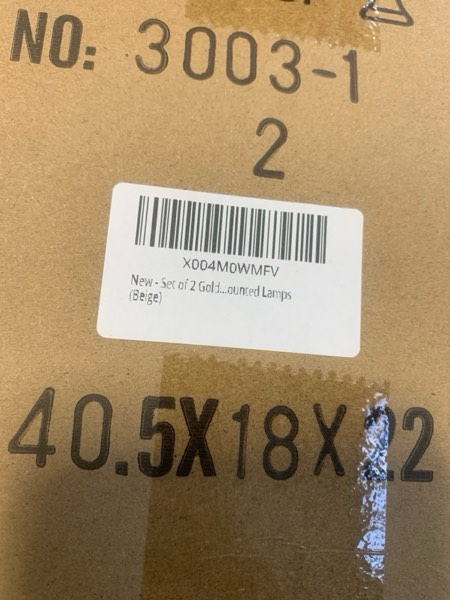 NO: 3003-1
2
X004M0WMFV
New - Set of 2 Gold...ounted Lamps
(Beige)
40.5X18X22